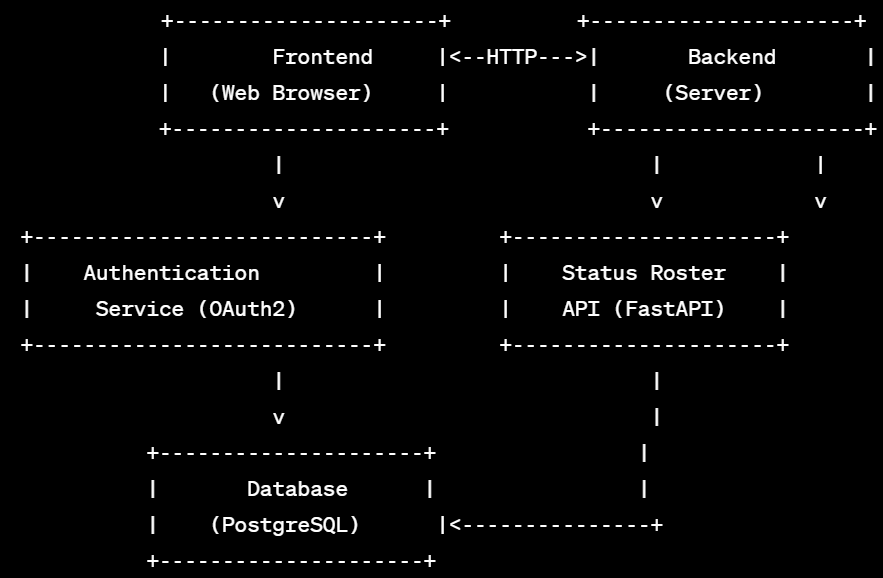 +---------------------+          +---------------------+
|        Frontend     |<--HTTP--->|       Backend       |
|   (Web Browser)     |           |     (Server)        |
+---------------------+           +---------------------+
|                             |            |
v                             v            v
+---------------------------+         +---------------------+
|    Authentication         |         |    Status Roster    |
|     Service (OAuth2)      |         |    API (FastAPI)    |
+---------------------------+         +---------------------+
|                             |
v                             |
+---------------------+                |
|       Database      |                |
|    (PostgreSQL)      |<---------------+
+---------------------+